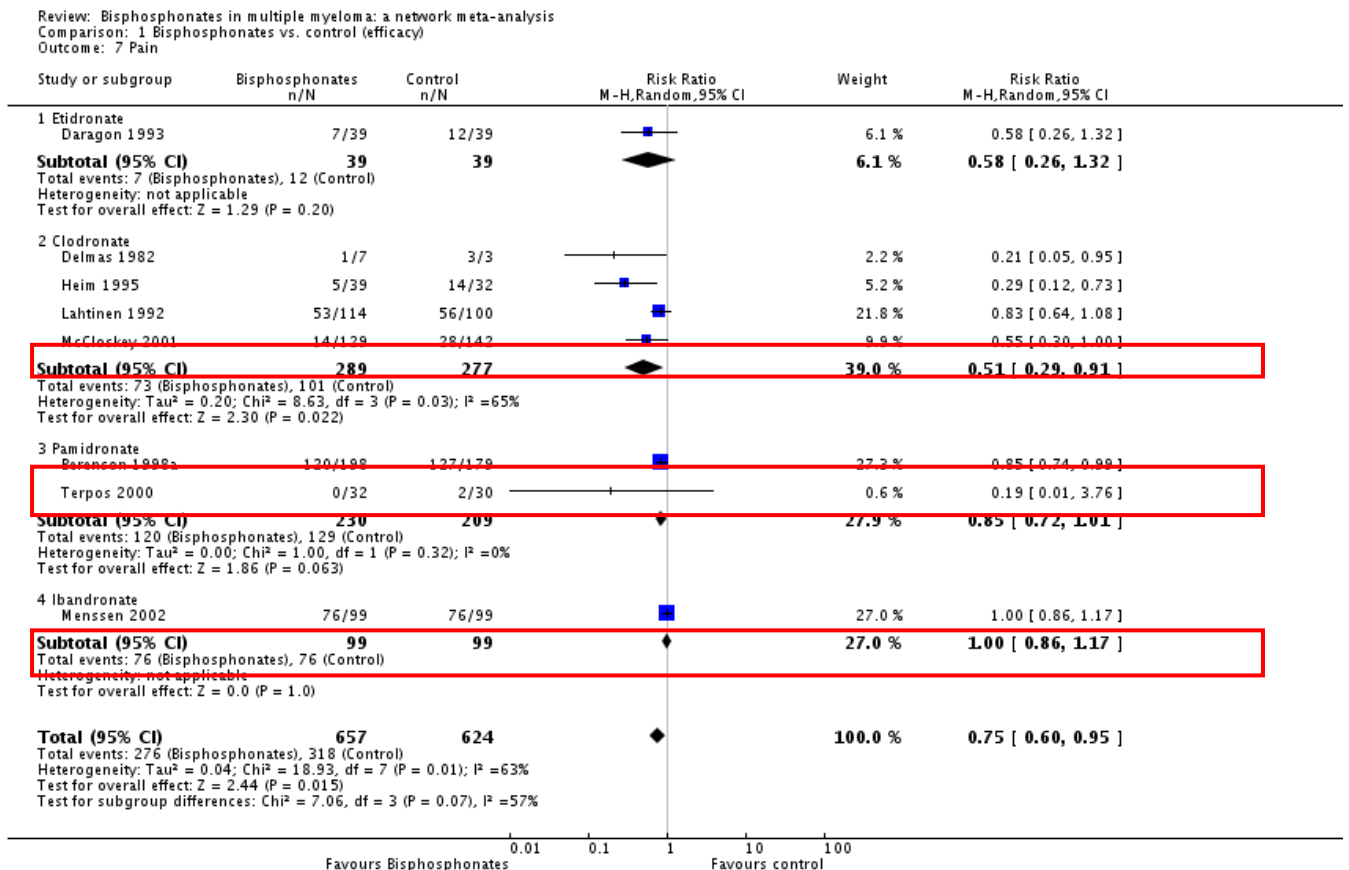 Review: Bisphosphonates in multiple myeloma: a network meta-analysis
Comparison: 1 Bisphosphonates vs. control (efficacy)
Outcome: 7 Pain
Study or subgroup Bisphosphonates Control Risk Ratio Weight Risk Ratio
n/N n/N M-H,Random,95% CI M-H,Random,95% CI
1 Etidronate
Daragon 1993 7/39 12/39 6.1 % 0.58 [ 0.26, 1.32 ]
Subtotal (95% CI) 39 39 6.1 % 0.58 [ 0.26, 1.32 ]
Total events: 7 (Bisphosphonates), 12 (Control)
Heterogeneity: not applicable
Test for overall effect: Z = 1.29 (P = 0.20)
2 Clodronate
Delmas 1982 1/7 3/3 2.2 % 0.21 [ 0.05, 0.95 ]
Heim 1995 5/39 14/32 5.2 % 0.29 [ 0.12, 0.73 ]
Lahtinen 1992 53/114 56/100 21.8 % 0.83 [ 0.64, 1.08 ]
McCloskey 2001 14/129 28/142 9.9 % 0.55 [ 0.30, 1.00 ]
Subtotal (95% CI) 289 277 39.0 % 0.51 [ 0.29, 0.91 ]
Total events: 73 (Bisphosphonates), 101 (Control)
Heterogeneity: Tau² = 0.20; Chi² = 8.63, df = 3 (P = 0.03); I² =65%
Test for overall effect: Z = 2.30 (P = 0.022)
3 Pamidronate
Berenson 1998a 120/198 127/179 27.3 % 0.85 [ 0.74, 0.99 ]
Terpos 2000 0/32 2/30 0.6 % 0.19 [ 0.01, 3.76 ]
Subtotal (95% CI) 230 209 27.9 % 0.85 [ 0.72, 1.01 ]
Total events: 120 (Bisphosphonates), 129 (Control)
Heterogeneity: Tau² = 0.00; Chi² = 1.00, df = 1 (P = 0.32); I² =0%
Test for overall effect: Z = 1.86 (P = 0.063)
4 Ibandronate
Menssen 2002 76/99 76/99 27.0 % 1.00 [ 0.86, 1.17 ]
Subtotal (95% CI) 99 99 27.0 % 1.00 [ 0.86, 1.17 ]
Total events: 76 (Bisphosphonates), 76 (Control)
Heterogeneity: not applicable
Test for overall effect: Z = 0.0 (P = 1.0)
Total (95% CI) 657 624 100.0 % 0.75 [ 0.60, 0.95 ]
Total events: 276 (Bisphosphonates), 318 (Control)
Heterogeneity: Tau² = 0.04; Chi² = 18.93, df = 7 (P = 0.01); I² =63%
Test for overall effect: Z = 2.44 (P = 0.015)
Test for subgroup differences: Chi² = 7.06, df = 3 (P = 0.07), I² =57%
0.01 0.1 1 10 100
Favours Bisphosphonates Favours control